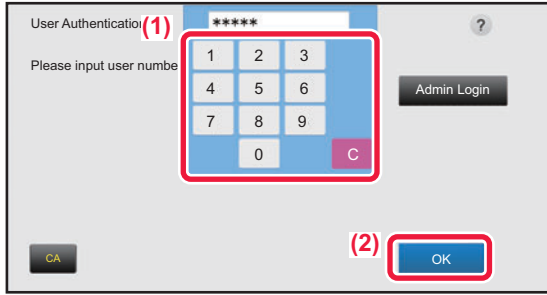 User Authentication
(1)
*****
?
Please input user numbe
1 2 3
4 5 6
7 8 9
0 C
Admin Login
(2)
CA
OK